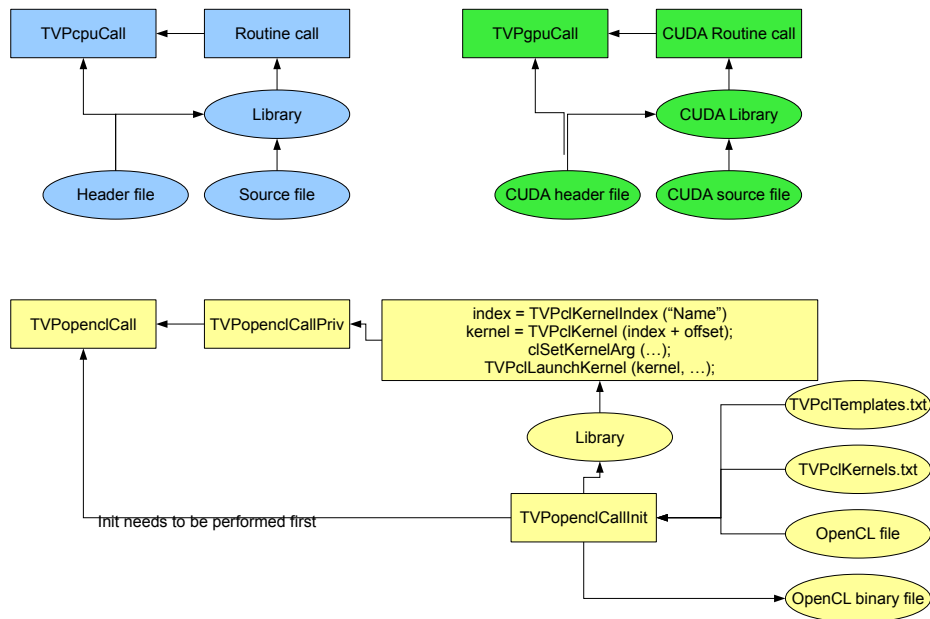 TVPcpuCall
Routine call
Library
Header file
Source file
TVPgpuCall
CUDA Routine call
CUDA Library
CUDA header file
CUDA source file
TVPopenclCall
TVPopenclCallPriv
index = TVPclKernelIndex (“Name”)
kernel = TVPclKernel (index + offset);
clSetKernelArg (…);
TVPclLaunchKernel (kernel, …);
Library
TVPclTemplates.txt
TVPclKernels.txt
Init needs to be performed first
TVPopenclCallInit
OpenCL file
OpenCL binary file